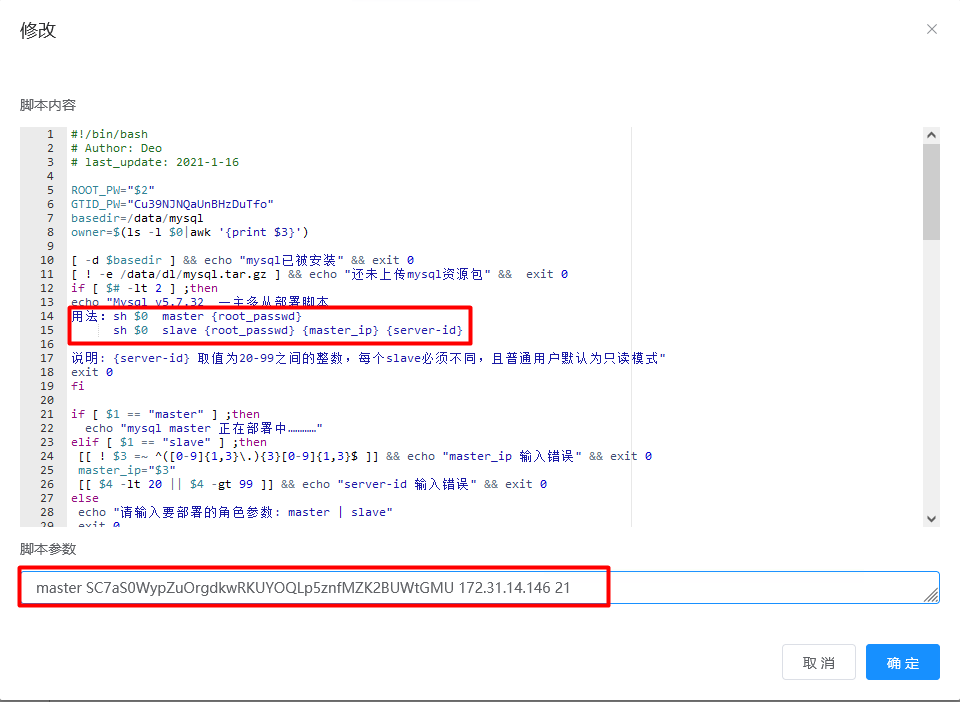 修改
脚本内容
1 #!/bin/bash
2 # Author: Deo
3 # last_update: 2021-1-16
4
5 ROOT_PW="$2"
6 GTID_PW="Cu39NJNQaUnBHzDuTfo"
7 basedir=/data/mysql
8 owner=$(ls -l $0|awk '{print $3}')
9
10 [ -d $basedir ] && echo "mysql已被安装" && exit 0
11 [ ! -e /data/dl/mysql.tar.gz ] && echo "还未上传mysql资源包" &&  exit 0
12 if [ $# -lt 2 ] ;then
13 echo "Mysql v5.7.32  一主多从部署脚本
14 用法: sh $0  master {root_passwd}
15       sh $0  slave {root_passwd} {master_ip} {server-id}
16
17 说明: {server-id} 取值为20-99之间的整数，每个slave必须不同，且普通用户默认为只读模式"
18 exit 0
19 fi
20
21 if [ $1 == "master" ] ;then
22   echo "mysql master 正在部署中…………"
23 elif [ $1 == "slave" ] ;then
24  [[ ! $3 =~ ^([0-9]{1,3}\.){3}[0-9]{1,3}$ ]] && echo "master_ip 输入错误" && exit 0
25  master_ip="$3"
26  [[ $4 -lt 20 || $4 -gt 99 ]] && echo "server-id 输入错误" && exit 0
27 else
28  echo "请输入要部署的角色参数: master | slave"
29  exit 0
脚本参数
master SC7aS0WypZuOrgdkwRKUYOQLp5znfMZK2BUWtGMU 172.31.14.146 21
取消
确定